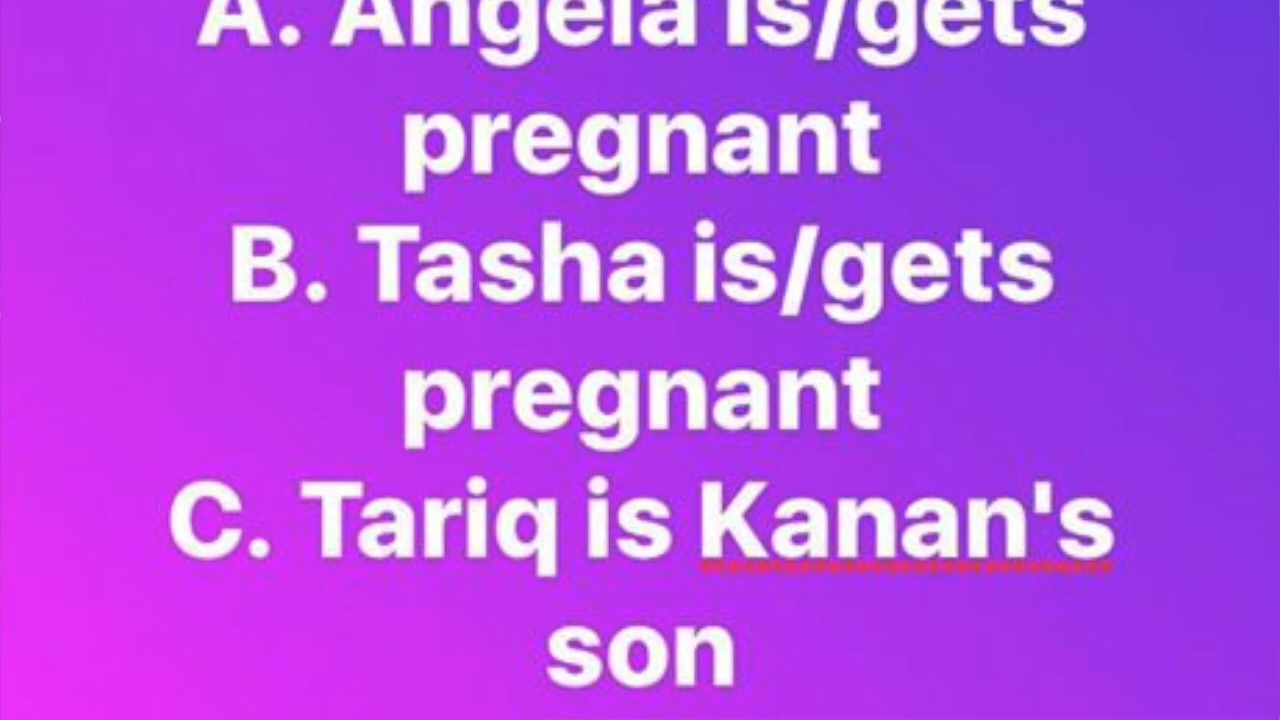 A. Angela is/gets
pregnant
B. Tasha is/gets
pregnant
C. Tariq is Kanan's
son